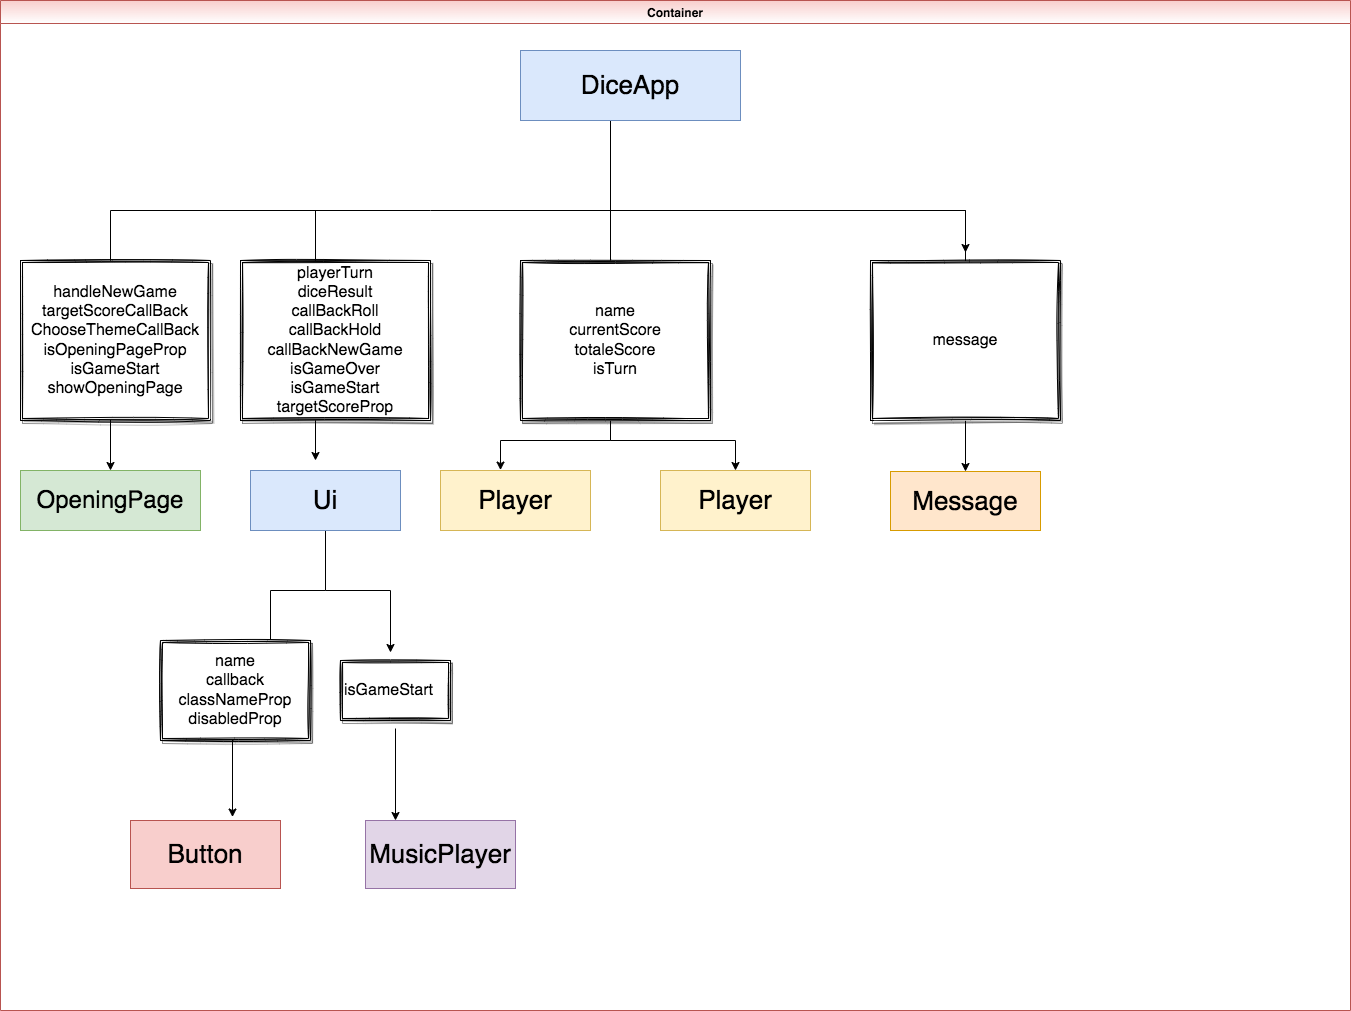 Container
DiceApp
handleNewGame
targetScoreCallBack
ChooseThemeCallBack
isOpeningPageProp
isGameStart
showOpeningPage
playerTurn
diceResult
callBackRoll
callBackHold
callBackNewGame
isGameOver
isGameStart
targetScoreProp
name
currentScore
totaleScore
isTurn
message
OpeningPage
Ui
Player
Player
Message
name
callback
classNameProp
disabledProp
isGameStart
Button
MusicPlayer